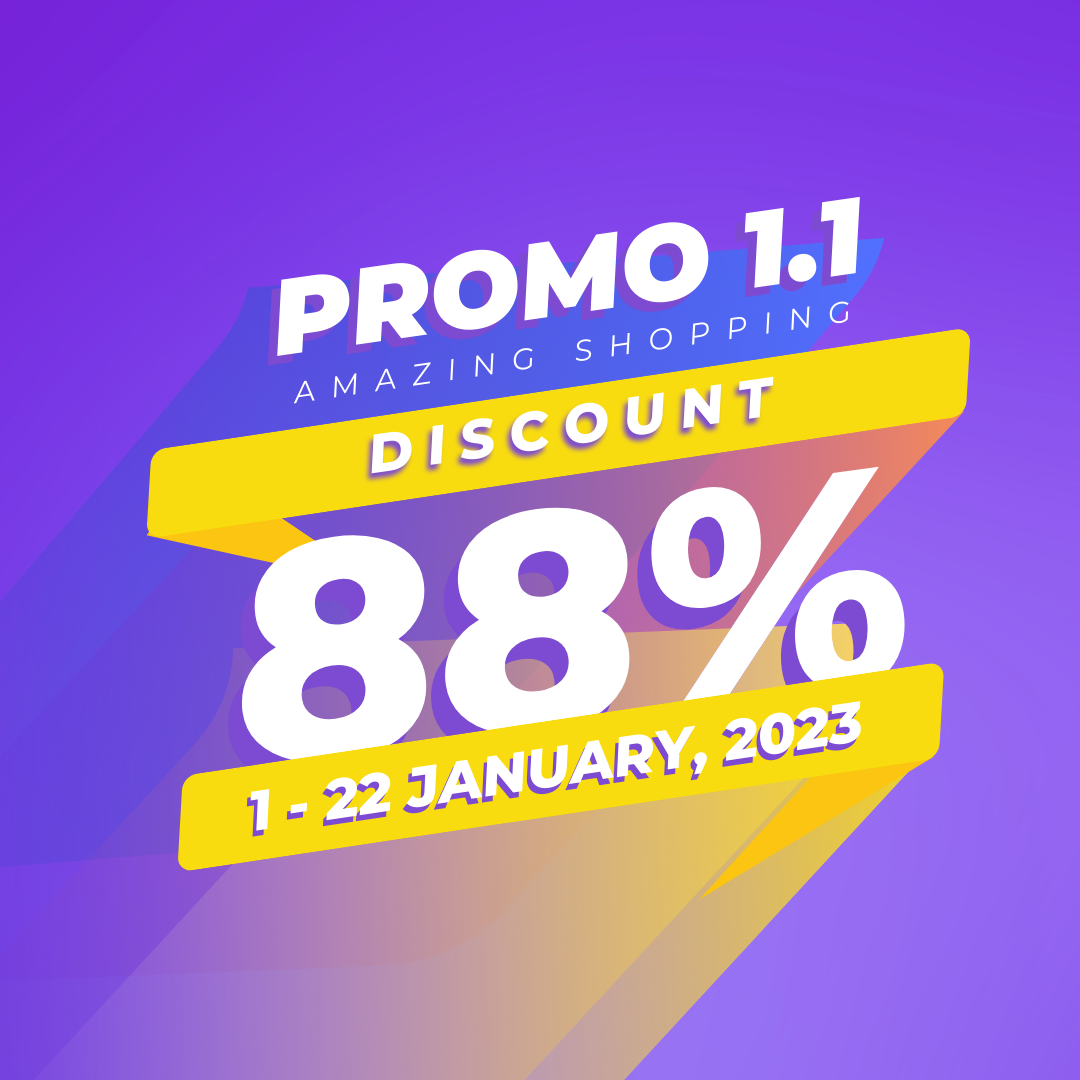 PROMO 1.1
AMAZING SHOPPING
DISCOUNT
88%
1 - 22 JANUARY, 2023